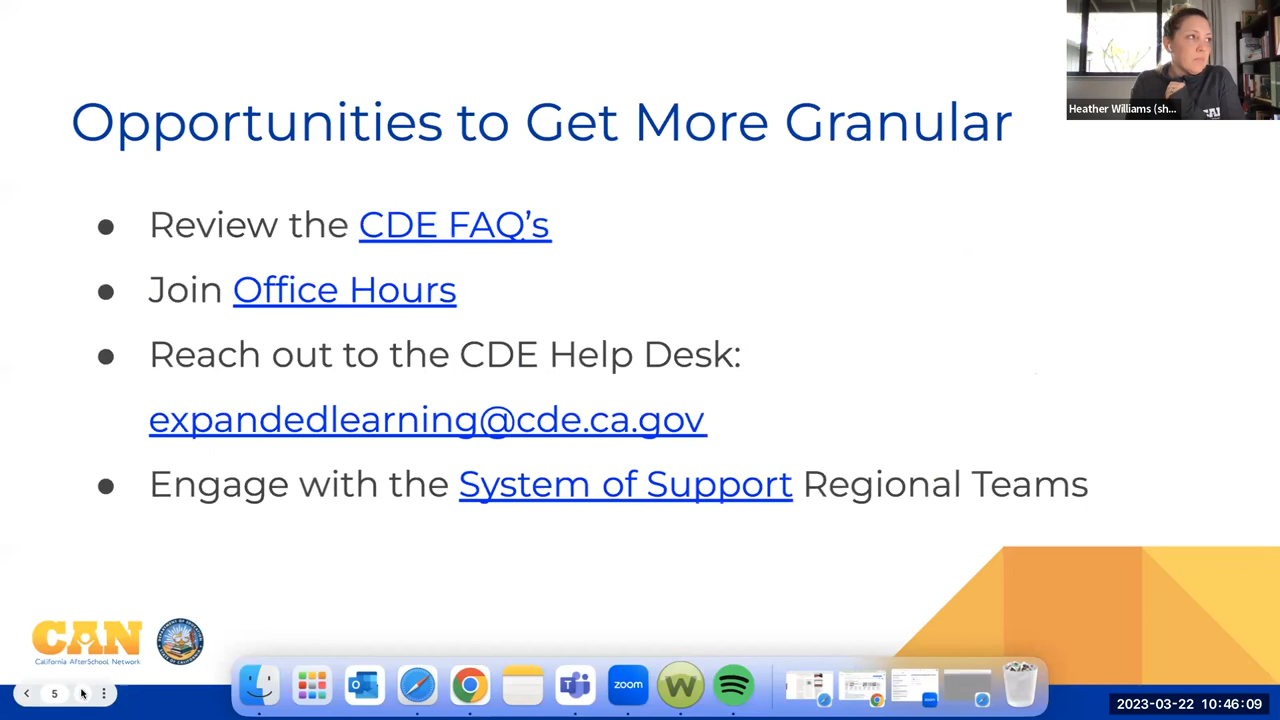 Heather Williams (sh...
Opportunities to Get More Granular
● Review the CDE FAQ's
● Join Office Hours
● Reach out to the CDE Help Desk:
expandedlearning@cde.ca.gov
● Engage with the System of Support Regional Teams
CAN
California AfterSchool Network
5
zoom
W
2023-03-22 10:46:09